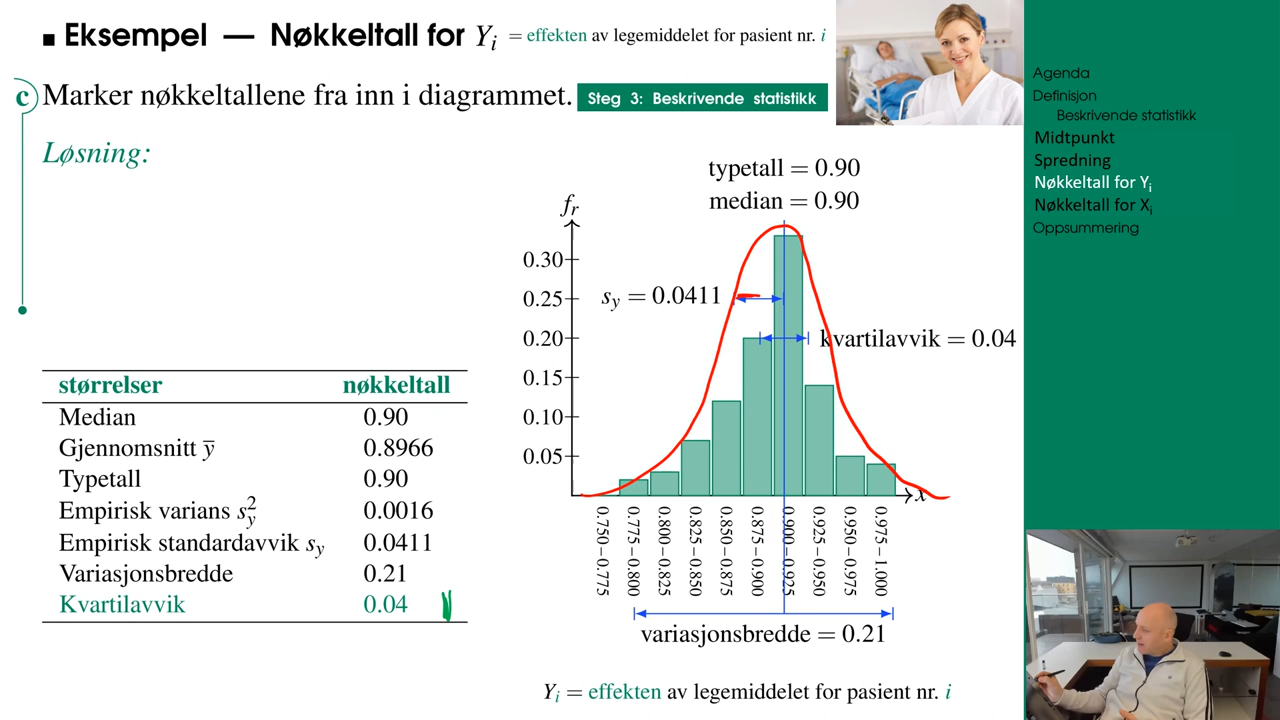 Eksempel — Nøkkeltall for Yᵢ = effekten av legemiddelet for pasient nr. i
c Marker nøkkeltallene fra inn i diagrammet. Steg 3: Beskrivende statistikk
Løsning:
typetall = 0.90
median = 0.90
fᵣ
0.30
0.25
0.20
0.15
0.10
0.05
s_y = 0.0411
kvartilavvik = 0.04
x
0.750−0.775
0.775−0.800
0.800−0.825
0.825−0.850
0.850−0.875
0.875−0.900
0.900−0.925
0.925−0.950
0.950−0.975
0.975−1.000
variasjonsbredde = 0.21
Yᵢ = effekten av legemiddelet for pasient nr. i
størrelser nøkkeltall
Median 0.90
Gjennomsnitt y̅ 0.8966
Typetall 0.90
Empirisk varians s²_y 0.0016
Empirisk standardavvik s_y 0.0411
Variasjonsbredde 0.21
Kvartilavvik 0.04
Agenda
Definisjon
Beskrivende statistikk
Midtpunkt
Spredning
Nøkkeltall for Yᵢ
Nøkkeltall for Xᵢ
Oppsummering